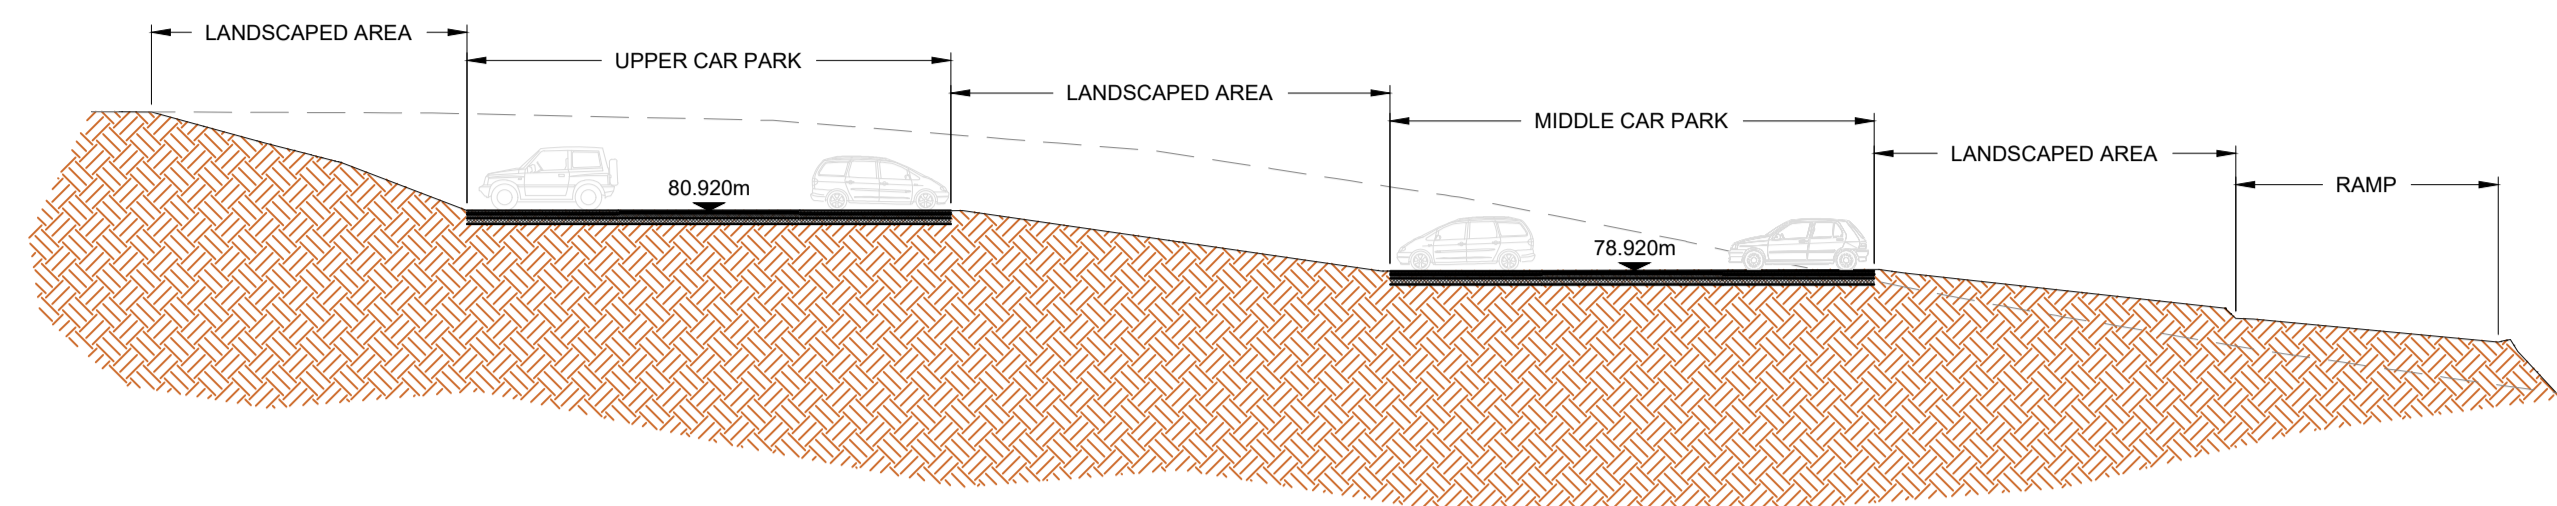 LANDSCAPED AREA
UPPER CAR PARK
LANDSCAPED AREA
MIDDLE CAR PARK
LANDSCAPED AREA
RAMP
80.920m
78.920m